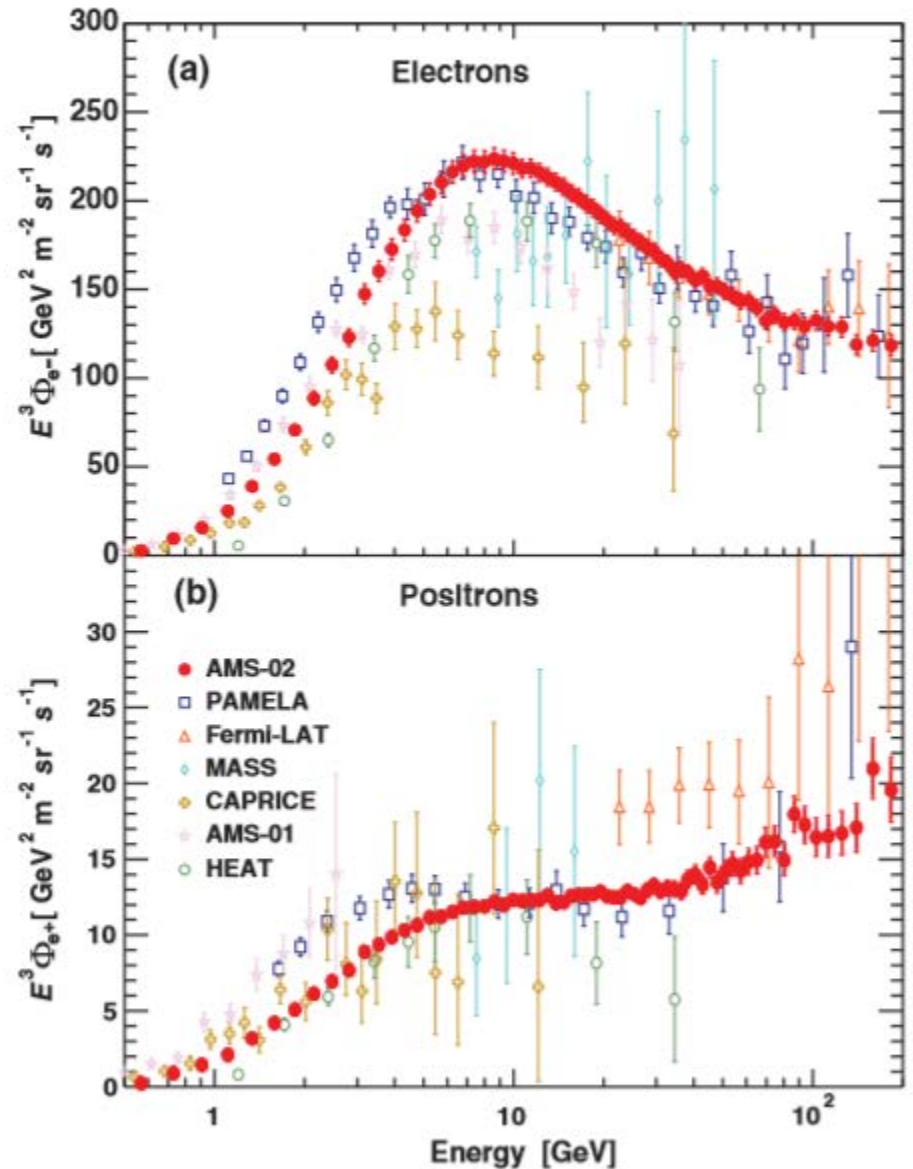 300
250
200
150
100
50
0
(a) Electrons
E³Φe-[ GeV² m⁻² sr⁻¹ s⁻¹ ]
(b) Positrons
30
25
20
15
10
5
0
E³Φe+[ GeV² m⁻² sr⁻¹ s⁻¹ ]
AMS-02
PAMELA
Fermi-LAT
MASS
CAPRICE
AMS-01
HEAT
1 10 10²
Energy [GeV]